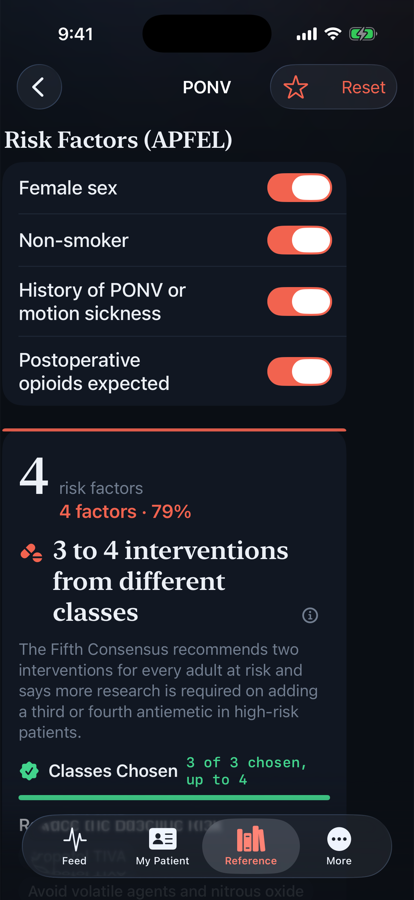 9:41
PONV
Reset
Risk Factors (APFEL)
Female sex
Non-smoker
History of PONV or
motion sickness
Postoperative
opioids expected
4
risk factors
4 factors · 79%
3 to 4 interventions
from different
classes
The Fifth Consensus recommends two
interventions for every adult at risk and
says more research is required on adding
a third or fourth antiemetic in high-risk
patients.
Classes Chosen
3 of 3 chosen,
up to 4
Feed
My Patient
Reference
More
Avoid volatile agents and nitrous oxide